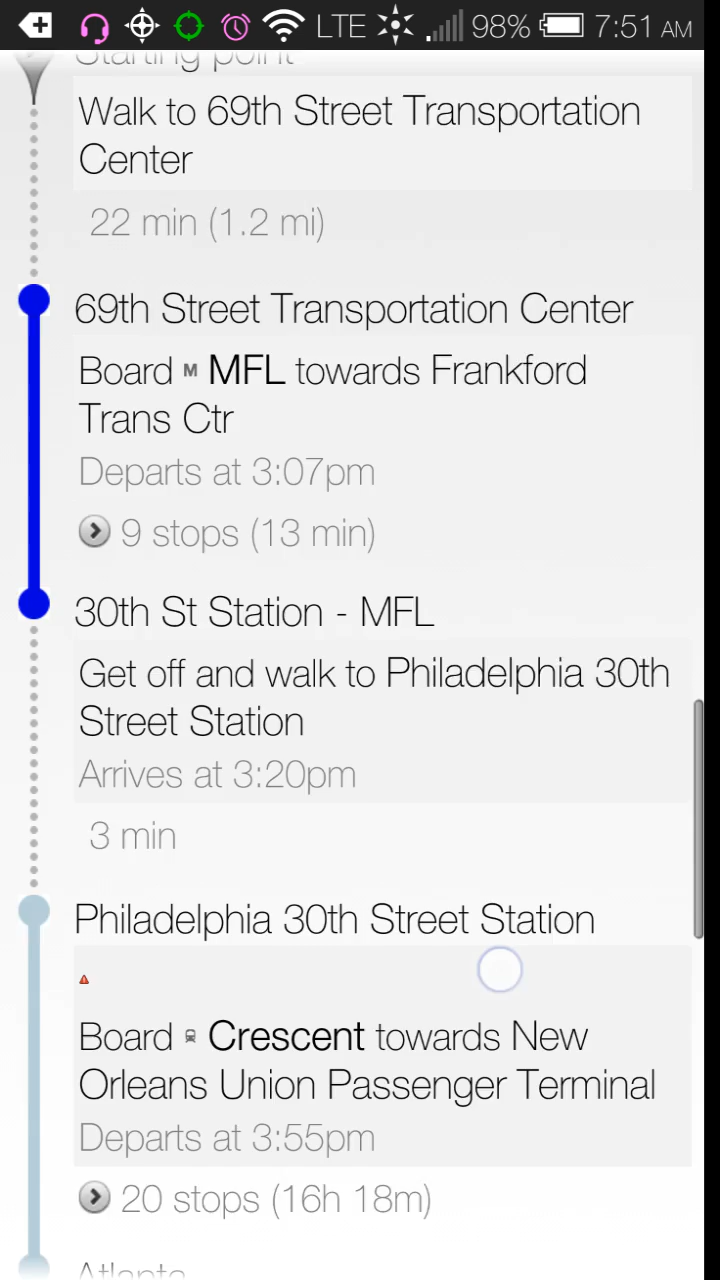 LTE 98% 7:51 AM
Starting point
Walk to 69th Street Transportation
Center
22 min (1.2 mi)
69th Street Transportation Center
Board M MFL towards Frankford
Trans Ctr
Departs at 3:07pm
9 stops (13 min)
30th St Station - MFL
Get off and walk to Philadelphia 30th
Street Station
Arrives at 3:20pm
3 min
Philadelphia 30th Street Station
Board Crescent towards New
Orleans Union Passenger Terminal
Departs at 3:55pm
20 stops (16h 18m)
Atlanta